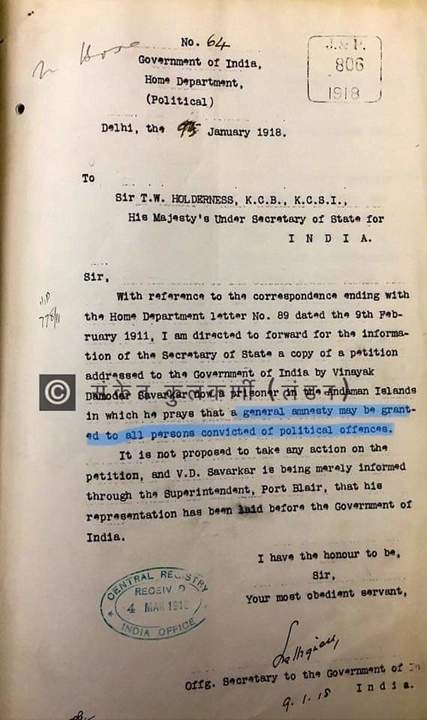 No. 64
J.& P.
806
1918
Government of India,
Home Department,
(Political)
Delhi, the January 1918.
To
Sir T.W. HOLDERNESS, K.C.B., K.C.S.I.,
His Majesty's Under Secretary of State for
I N D I A.
Sir,
With reference to the correspondence ending with
the Home Department letter No. 89 dated the 9th Feb-
ruary 1911, I am directed to forward for the informa-
tion of the Secretary of State a copy of a petition
addressed to the Government of India by Vinayak
© संकेत कुलकर्णी (लंडन)
Damoder Savarkar now a prisoner in the Andaman Islands
in which he prays that a general amnesty may be grant-
ed to all persons convicted of political offences.
It is not proposed to take any action on the
petition, and V.D. Savarkar is being merely informed
through the Superintendent, Port Blair, that his
representation has been laid before the Government of
India.
I have the honour to be,
Sir,
Your most obedient servant,
CENTRAL REGISTRY
RECEIV D
4 MAR 1918
INDIA OFFICE
Offg. Secretary to the Government of
India.
9.1.18